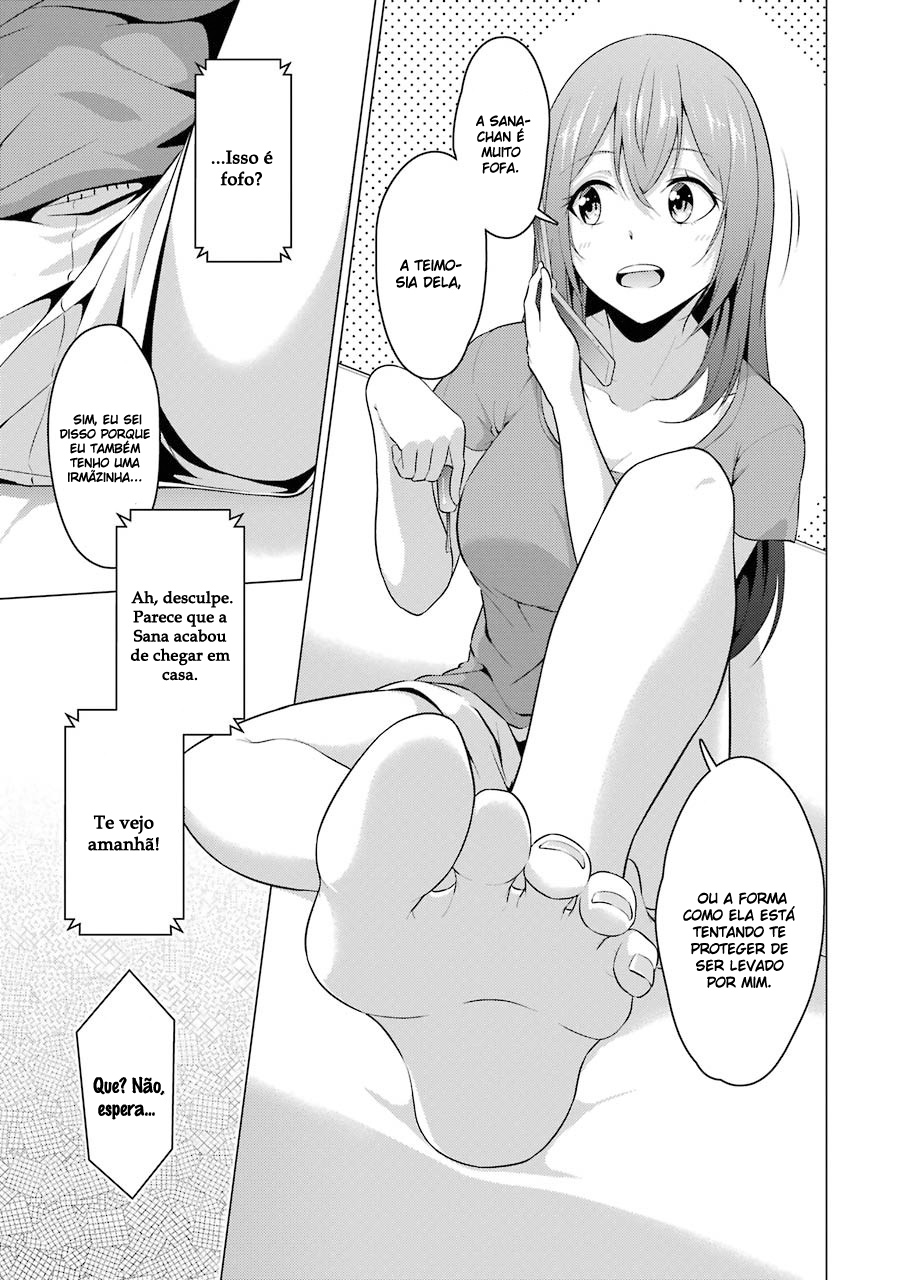 A SANA-
CHAN É
MUITO
FOFA.
A TEIMO-
SIA DELA,
OU A FORMA
COMO ELA ESTÁ
TENTANDO TE
PROTEGER DE
SER LEVADO
POR MIM.
...Isso é
fofo?
SIM, EU SEI
DISSO PORQUE
EU TAMBÉM
TENHO UMA
IRMÃZINHA...
Ah, desculpe.
Parece que a
Sana acabou
de chegar em
casa.
Te vejo
amanhã!
Que? Não,
espera...